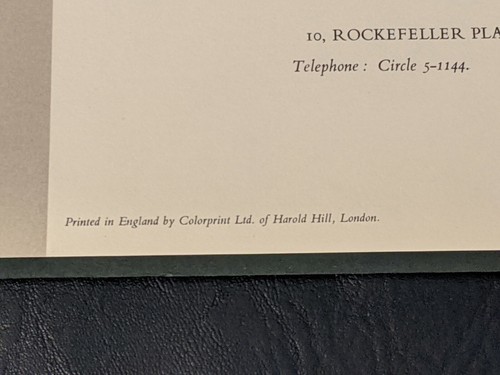 10, ROCKEFELLER PLA
Telephone : Circle 5-1144.
Printed in England by Colorprint Ltd. of Harold Hill, London.